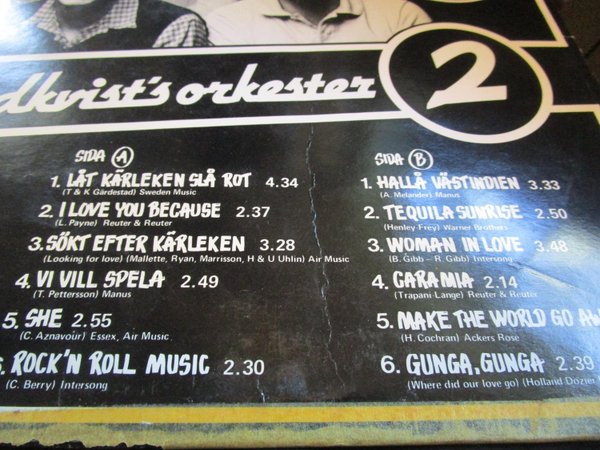 dkvist's orkester 2
SIDA A
1. LÅT KÄRLEKEN SLÅ ROT 4.34
(T & K Gärdestad) Sweden Music
2. I LOVE YOU BECAUSE 2.37
(L. Payne) Reuter & Reuter
3. SÖKT EFTER KÄRLEKEN 3.28
(Looking for love) (Mallette, Ryan, Marrisson, H & U Uhlin) Air Music
4. VI VILL SPELA 2.49
(T. Pettersson) Manus
5. SHE 2.55
(C. Aznavour) Essex, Air Music
6. ROCK'N ROLL MUSIC 2.30
(C. Berry) Intersong
SIDA B
1. HALLÅ VÄSTINDIEN 3.33
(A. Melander) Manus
2. TEQUILA SUNRISE 2.50
(Henley Frey) Warner Brothers
3. WOMAN IN LOVE 3.48
(B. Gibb – R. Gibb) Intersong
4. CARA MIA 2.14
(Trapani-Lange) Reuter & Reuter
5. MAKE THE WORLD GO AW
(H. Cochran) Ackers Rose
6. GUNGA, GUNGA 2.39
(Where did our love go) (Holland Dozier